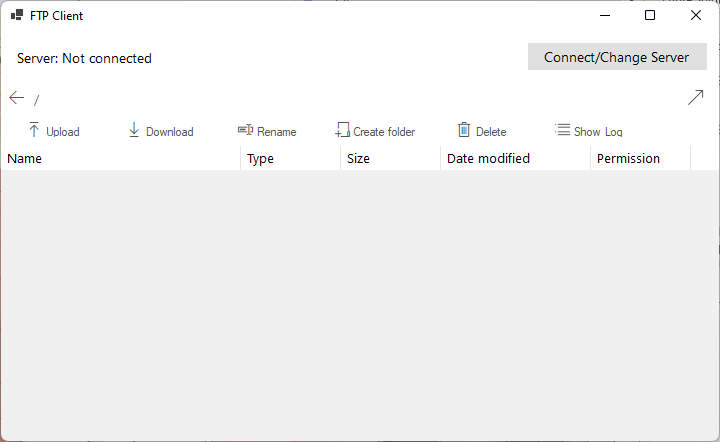 FTP Client
Server: Not connected
Connect/Change Server
/
Upload Download Rename Create folder Delete Show Log
Name Type Size Date modified Permission